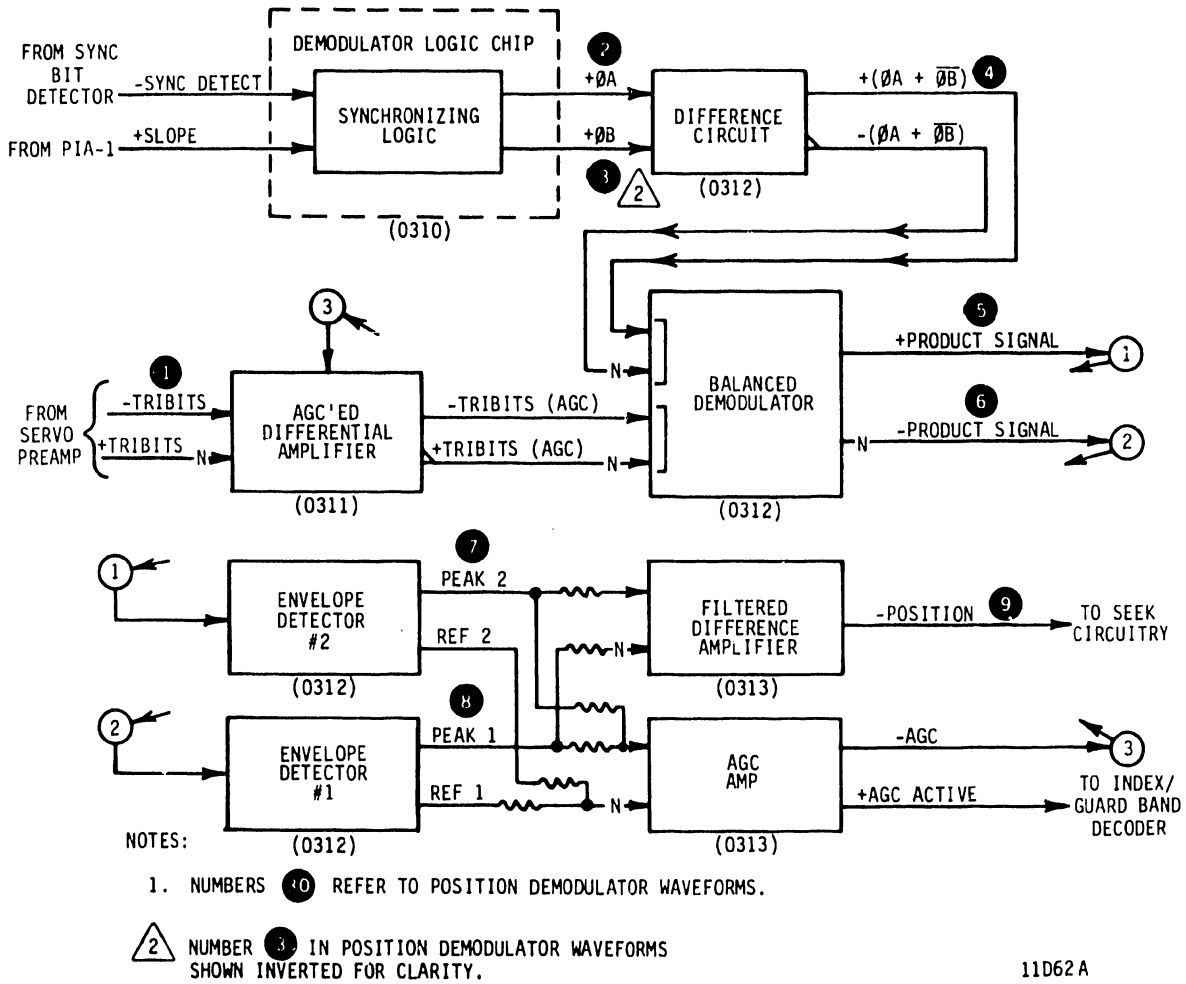 DEMODULATOR LOGIC CHIP
FROM SYNC
BIT
DETECTOR
-SYNC DETECT
FROM PIA-1
+SLOPE
SYNCHRONIZING
LOGIC
(0310)
2
+ØA
+ØB
3
2
DIFFERENCE
CIRCUIT
(0312)
+(ØA + Ø̅B̅)
4
-(ØA + Ø̅B̅)
3
1
FROM
SERVO
PREAMP
-TRIBITS
+TRIBITS N
AGC'ED
DIFFERENTIAL
AMPLIFIER
(0311)
-TRIBITS (AGC)
+TRIBITS (AGC) N
N
BALANCED
DEMODULATOR
(0312)
5
+PRODUCT SIGNAL
1
6
N -PRODUCT SIGNAL
2
1
ENVELOPE
DETECTOR
#2
(0312)
7
PEAK 2
REF 2
N
FILTERED
DIFFERENCE
AMPLIFIER
(0313)
-POSITION 9
TO SEEK
CIRCUITRY
2
ENVELOPE
DETECTOR
#1
(0312)
8
PEAK 1
REF 1
N
AGC
AMP
(0313)
-AGC
3
+AGC ACTIVE
TO INDEX/
GUARD BAND
DECODER
NOTES:
1. NUMBERS REFER TO POSITION DEMODULATOR WAVEFORMS.
2 NUMBER 3 IN POSITION DEMODULATOR WAVEFORMS
SHOWN INVERTED FOR CLARITY.
11D62A